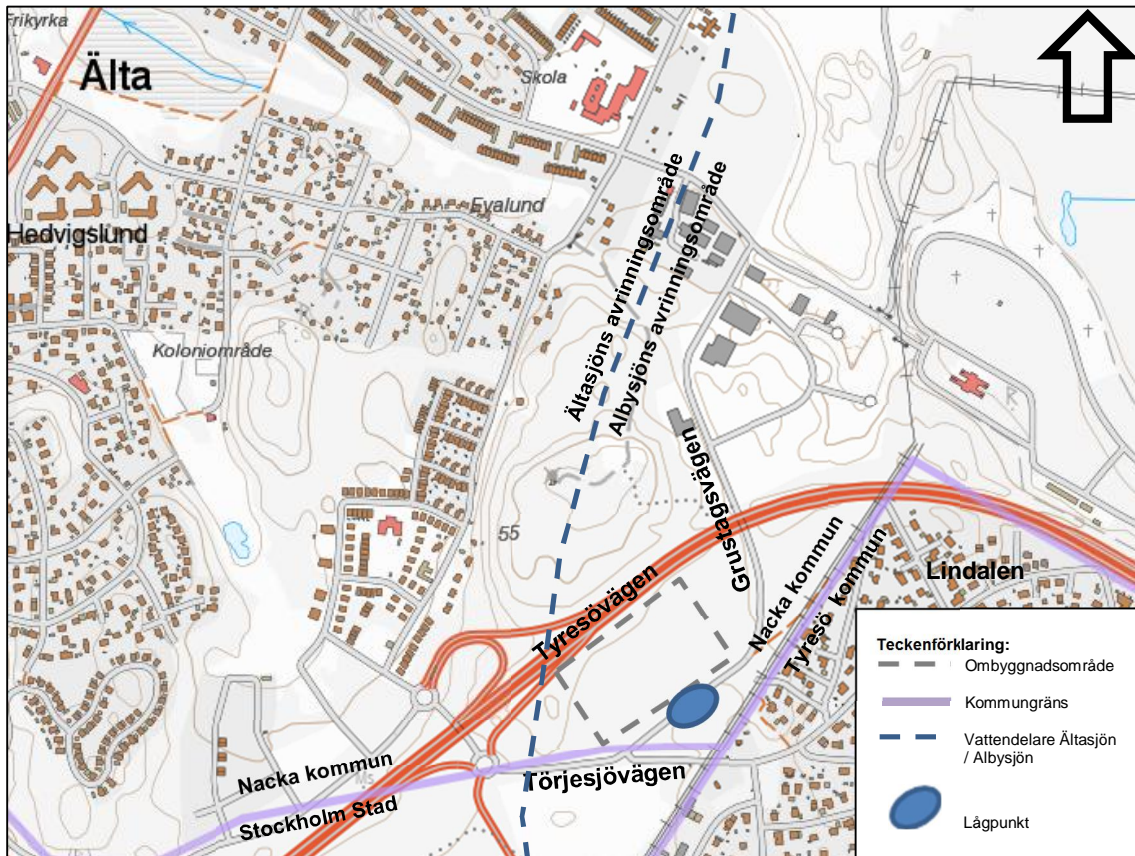 Frikyrka
Älta
Skola
Evalund
Hedvigslund
Koloniområde
Ältasjöns avrinningsområde
Albysjöns avrinningsområde
Grustagsvägen
55
Tyresövägen
Nacka kommun
Tyresö kommun
Lindalen
Törjesjövägen
Nacka kommun
Stockholm Stad
Teckenförklaring:
Ombyggnadsområde
Kommungräns
Vattendelare Ältasjön
/ Albysjön
Lågpunkt